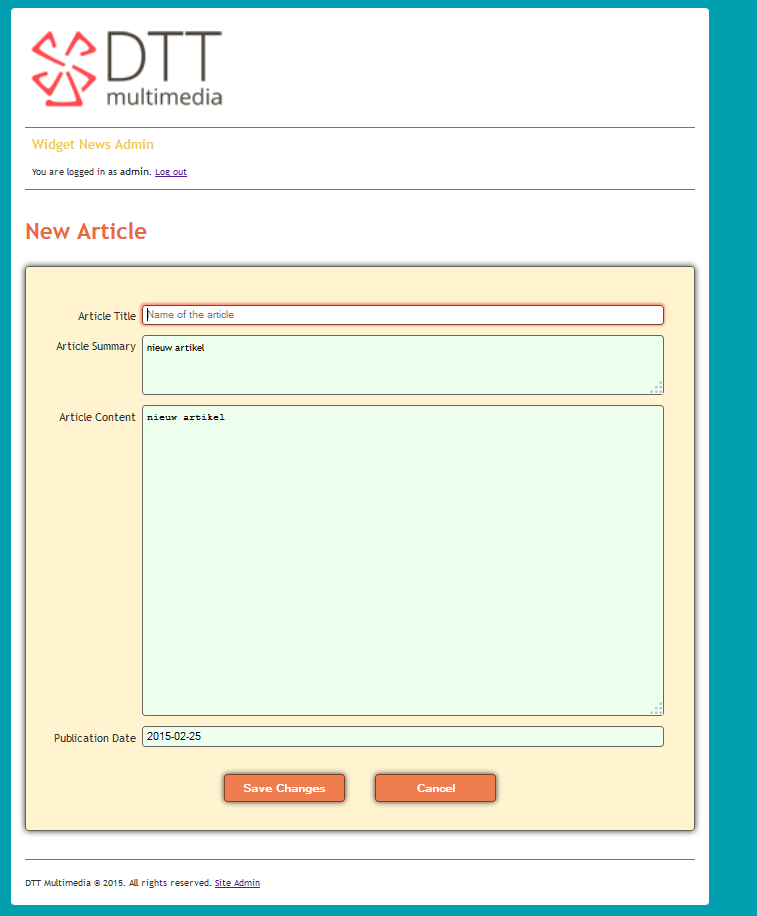 DTT
multimedia
Widget News Admin
You are logged in as admin. Log out
New Article
Article Title Name of the article
Article Summary nieuw artikel
Article Content nieuw artikel
Publication Date 2015-02-25
Save Changes Cancel
DTT Multimedia © 2015. All rights reserved. Site Admin